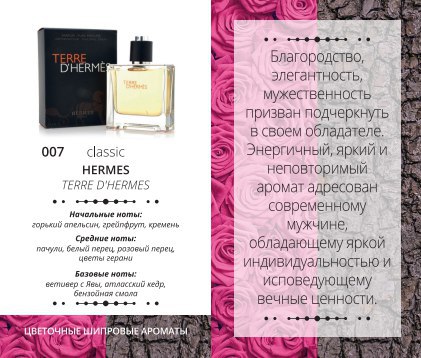 TERRE
D'HERMÈS
HERMÈS
007 classic
HERMES
TERRE D'HERMES
Начальные ноты:
горький апельсин, грейпфрут, кремень
Средние ноты:
пачули, белый перец, розовый перец,
цветы герани
Базовые ноты:
ветивер с Явы, атласский кедр,
бензойная смола
ЦВЕТОЧНЫЕ ШИПРОВЫЕ АРОМАТЫ
Благородство,
элегантность,
мужественность
призван подчеркнуть
в своем обладателе.
Энергичный, яркий и
неповторимый
аромат адресован
современному
мужчине,
обладающему яркой
индивидуальностью и
исповедующему
вечные ценности.